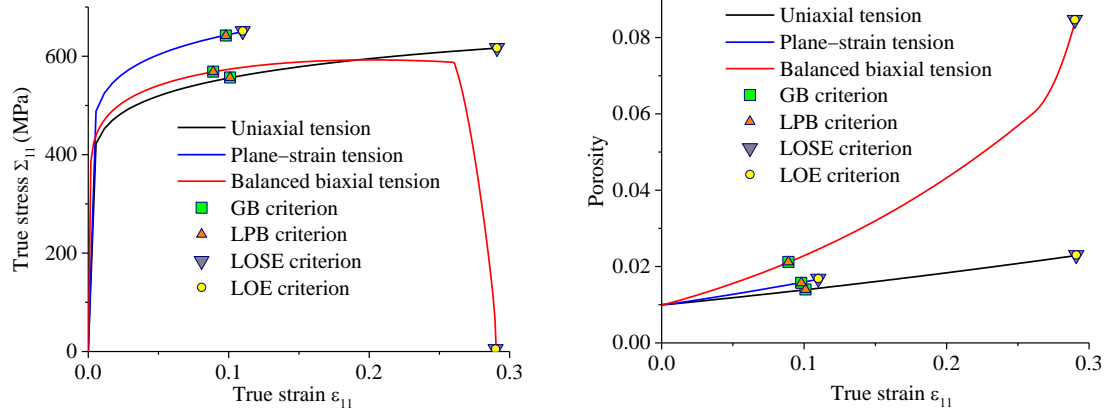 600
400
200
0
0.0
0.1
0.2
0.3
True stress Σ11 (MPa)
True strain ε11
Uniaxial tension
Plane−strain tension
Balanced biaxial tension
GB criterion
LPB criterion
LOSE criterion
LOE criterion
0.08
0.06
0.04
0.02
0.00
0.0
0.1
0.2
0.3
Porosity
True strain ε11
Uniaxial tension
Plane−strain tension
Balanced biaxial tension
GB criterion
LPB criterion
LOSE criterion
LOE criterion